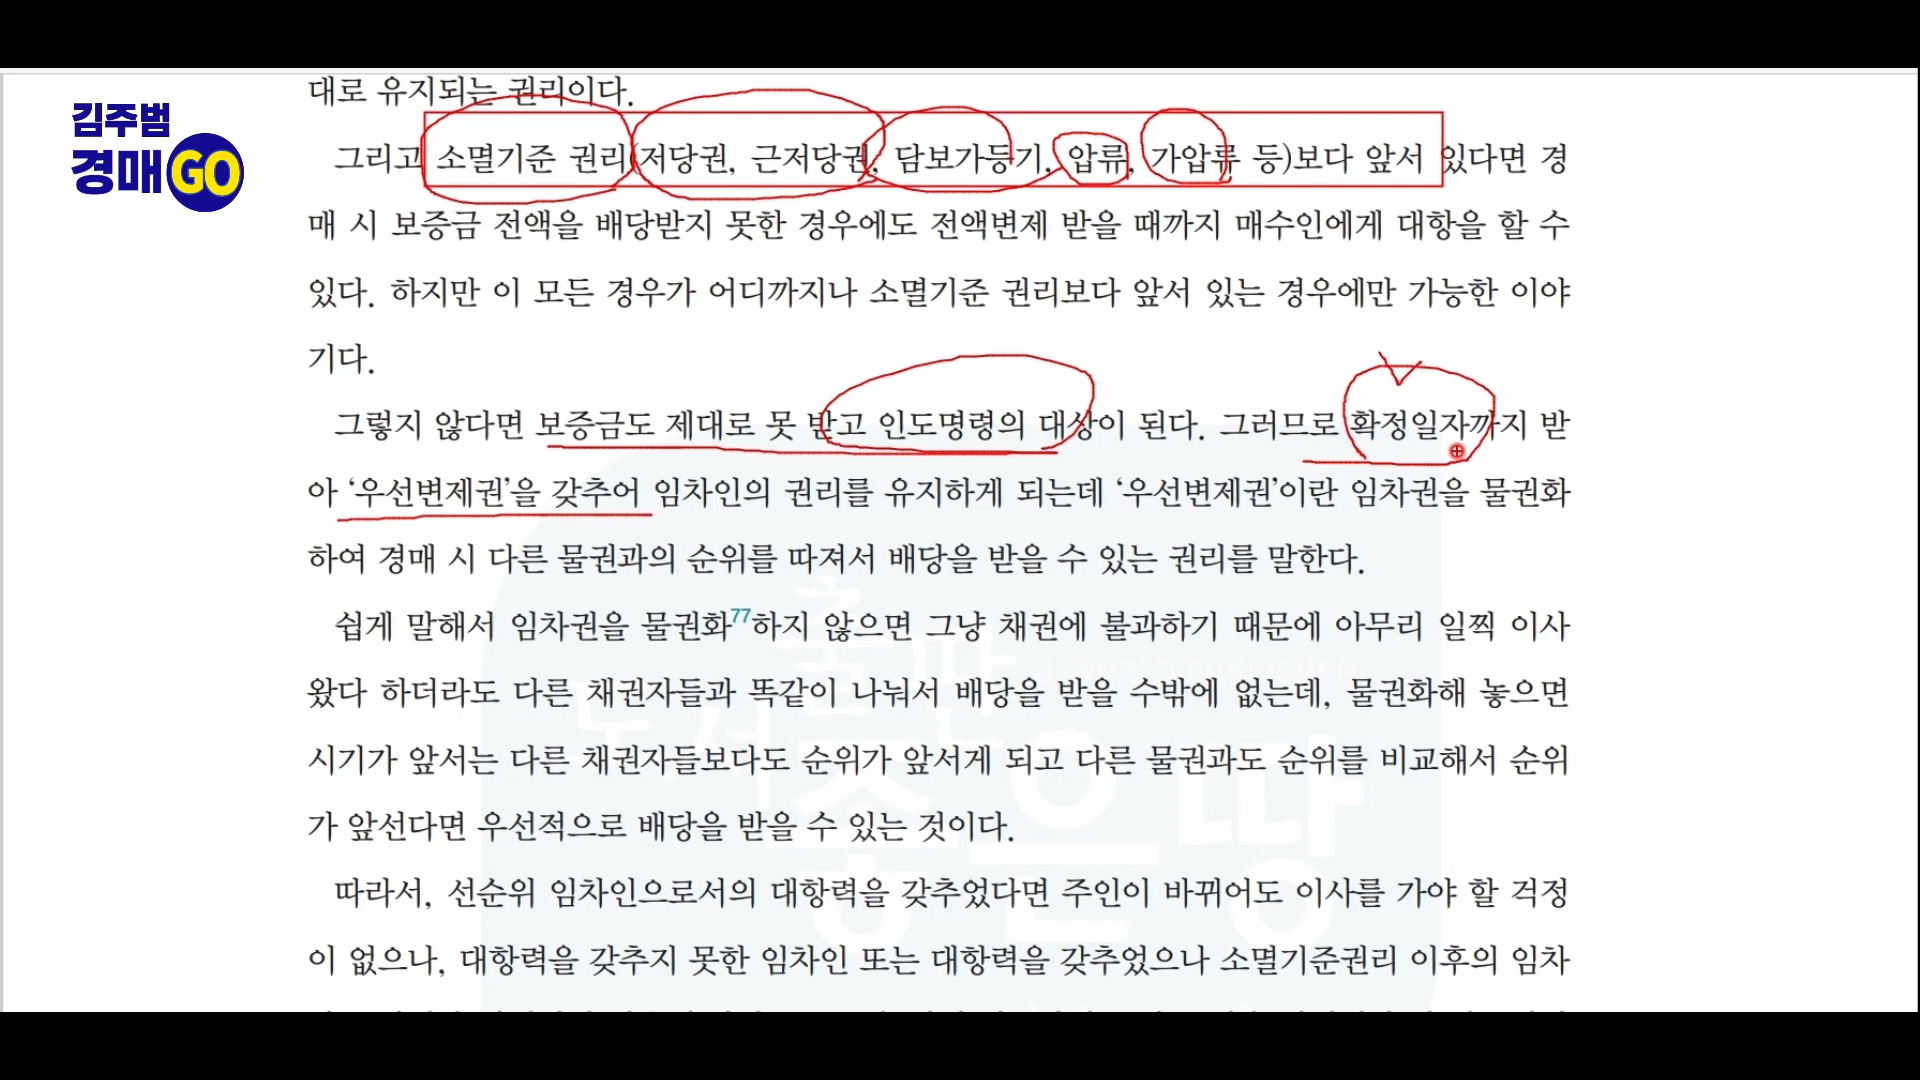 김주범
경매GO
대로 유지되는 권리이다.
그리고 소멸기준 권리(저당권, 근저당권, 담보가등기, 압류, 가압류 등)보다 앞서 있다면 경
매 시 보증금 전액을 배당받지 못한 경우에도 전액변제 받을 때까지 매수인에게 대항을 할 수
있다. 하지만 이 모든 경우가 어디까지나 소멸기준 권리보다 앞서 있는 경우에만 가능한 이야
기다.
그렇지 않다면 보증금도 제대로 못 받고 인도명령의 대상이 된다. 그러므로 확정일자까지 받
아 ‘우선변제권’을 갖추어 임차인의 권리를 유지하게 되는데 ‘우선변제권’이란 임차권을 물권화
하여 경매 시 다른 물권과의 순위를 따져서 배당을 받을 수 있는 권리를 말한다.
쉽게 말해서 임차권을 물권화77하지 않으면 그냥 채권에 불과하기 때문에 아무리 일찍 이사
왔다 하더라도 다른 채권자들과 똑같이 나눠서 배당을 받을 수밖에 없는데, 물권화해 놓으면
시기가 앞서는 다른 채권자들보다도 순위가 앞서게 되고 다른 물권과도 순위를 비교해서 순위
가 앞선다면 우선적으로 배당을 받을 수 있는 것이다.
따라서, 선순위 임차인으로서의 대항력을 갖추었다면 주인이 바뀌어도 이사를 가야 할 걱정
이 없으나, 대항력을 갖추지 못한 임차인 또는 대항력을 갖추었으나 소멸기준권리 이후의 임차
도서
출판
G-WORLD PUBLISHER
좋은땅